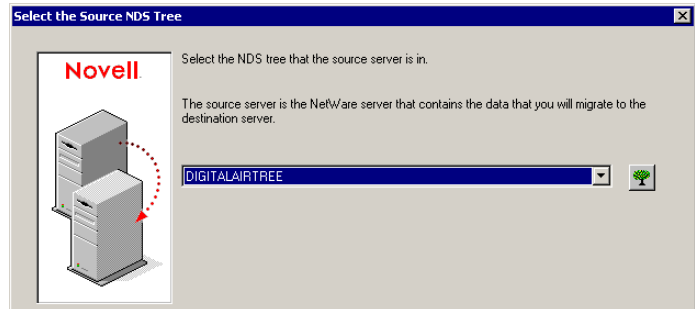 Select the Source NDS Tree
Novell.
Select the NDS tree that the source server is in.
The source server is the NetWare server that contains the data that you will migrate to the
destination server.
DIGITALAIRTREE